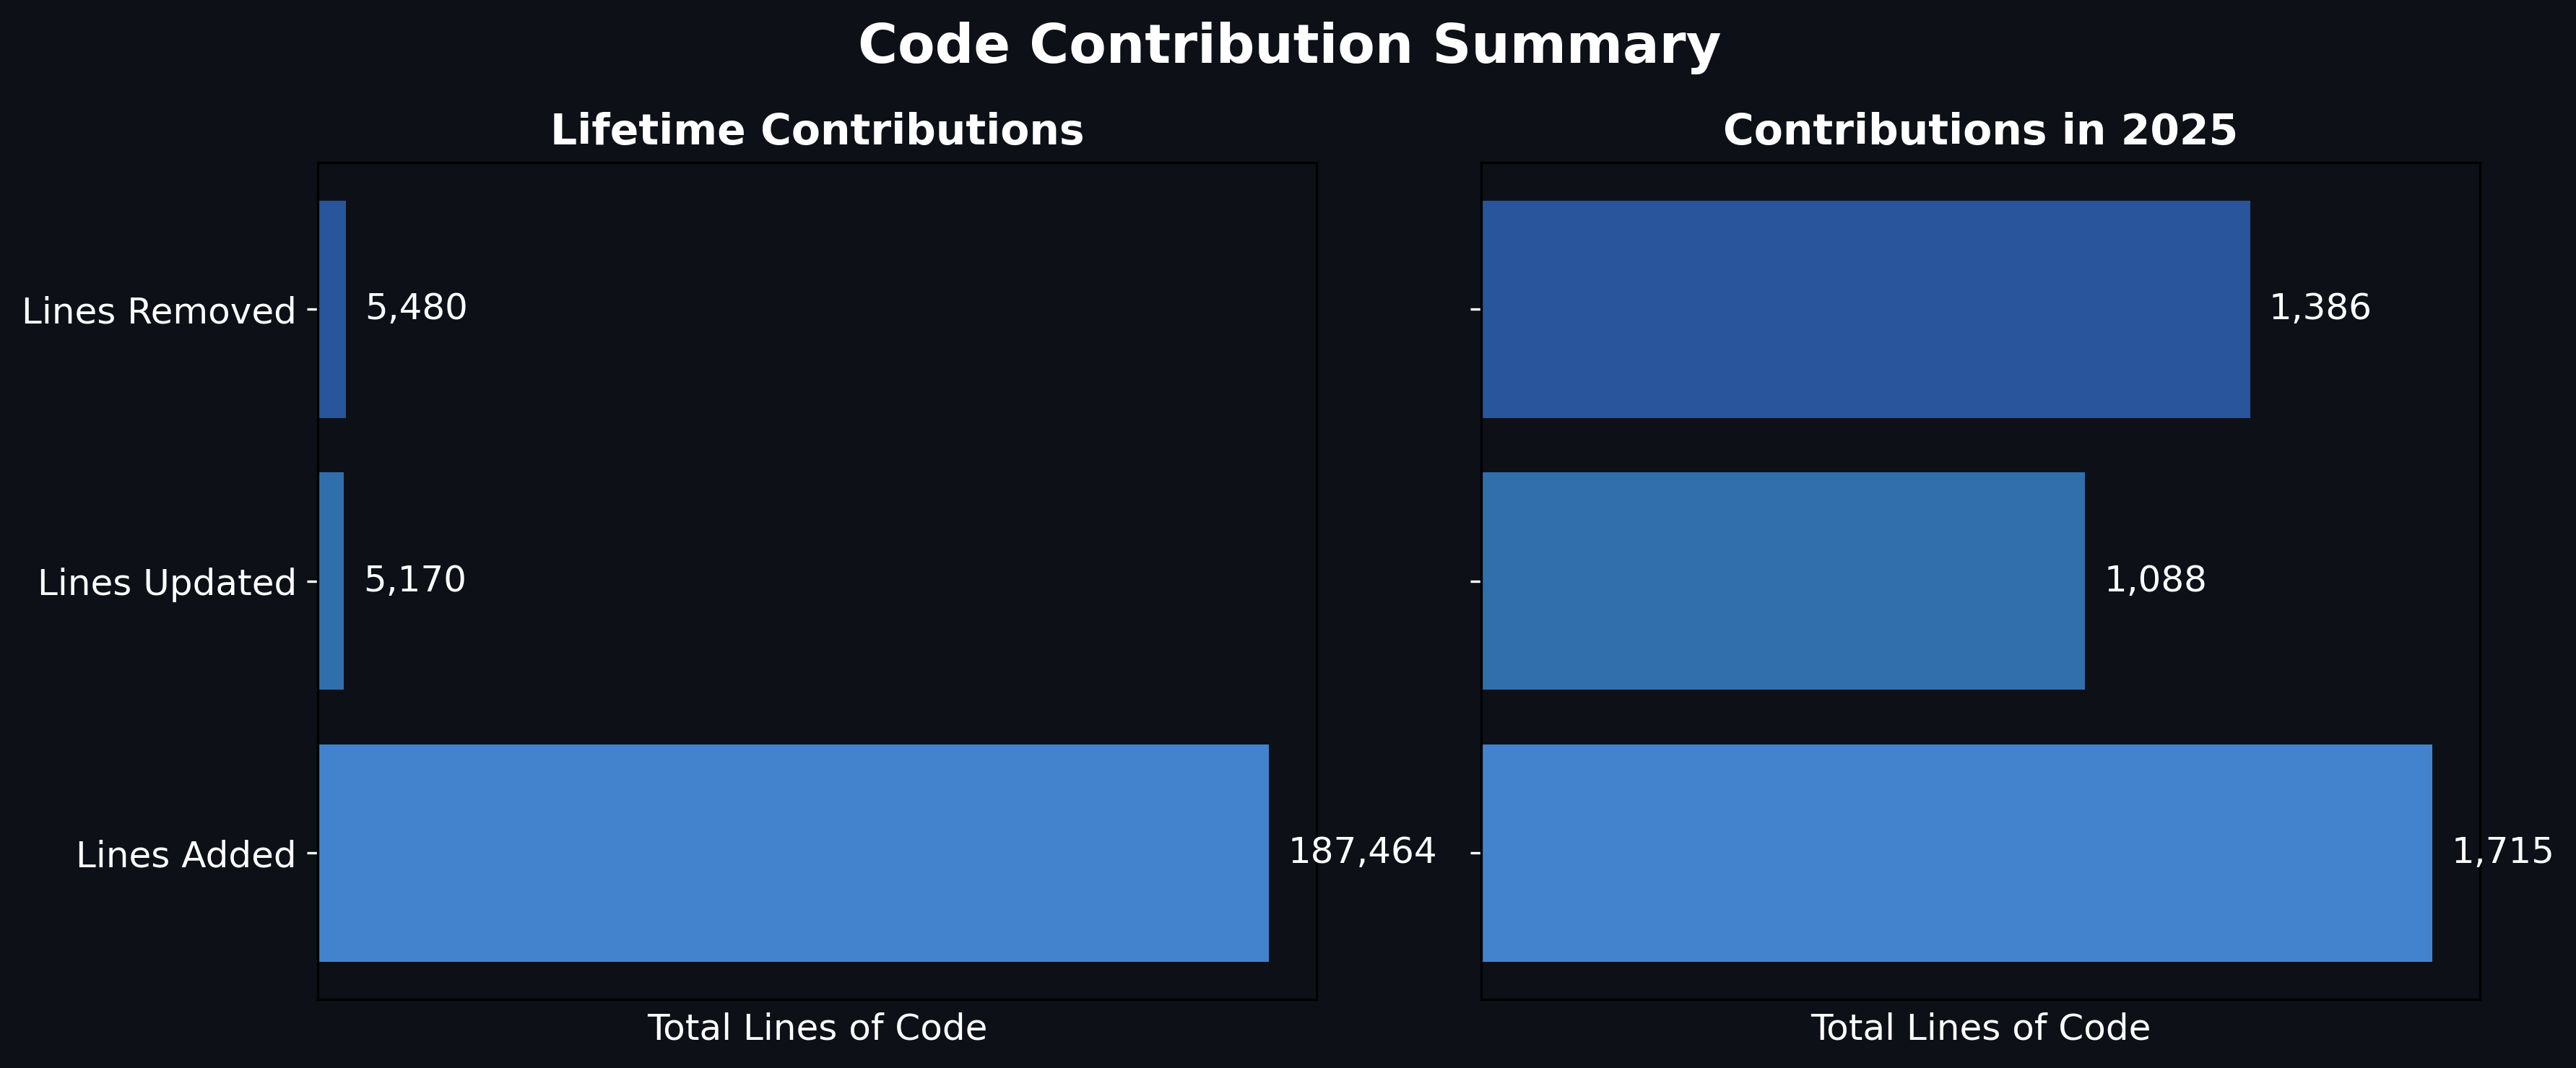 Code Contribution Summary
Lifetime Contributions
Lines Removed
5,480
Lines Updated
5,170
Lines Added
187,464
Total Lines of Code
Contributions in 2025
1,386
1,088
1,715
Total Lines of Code